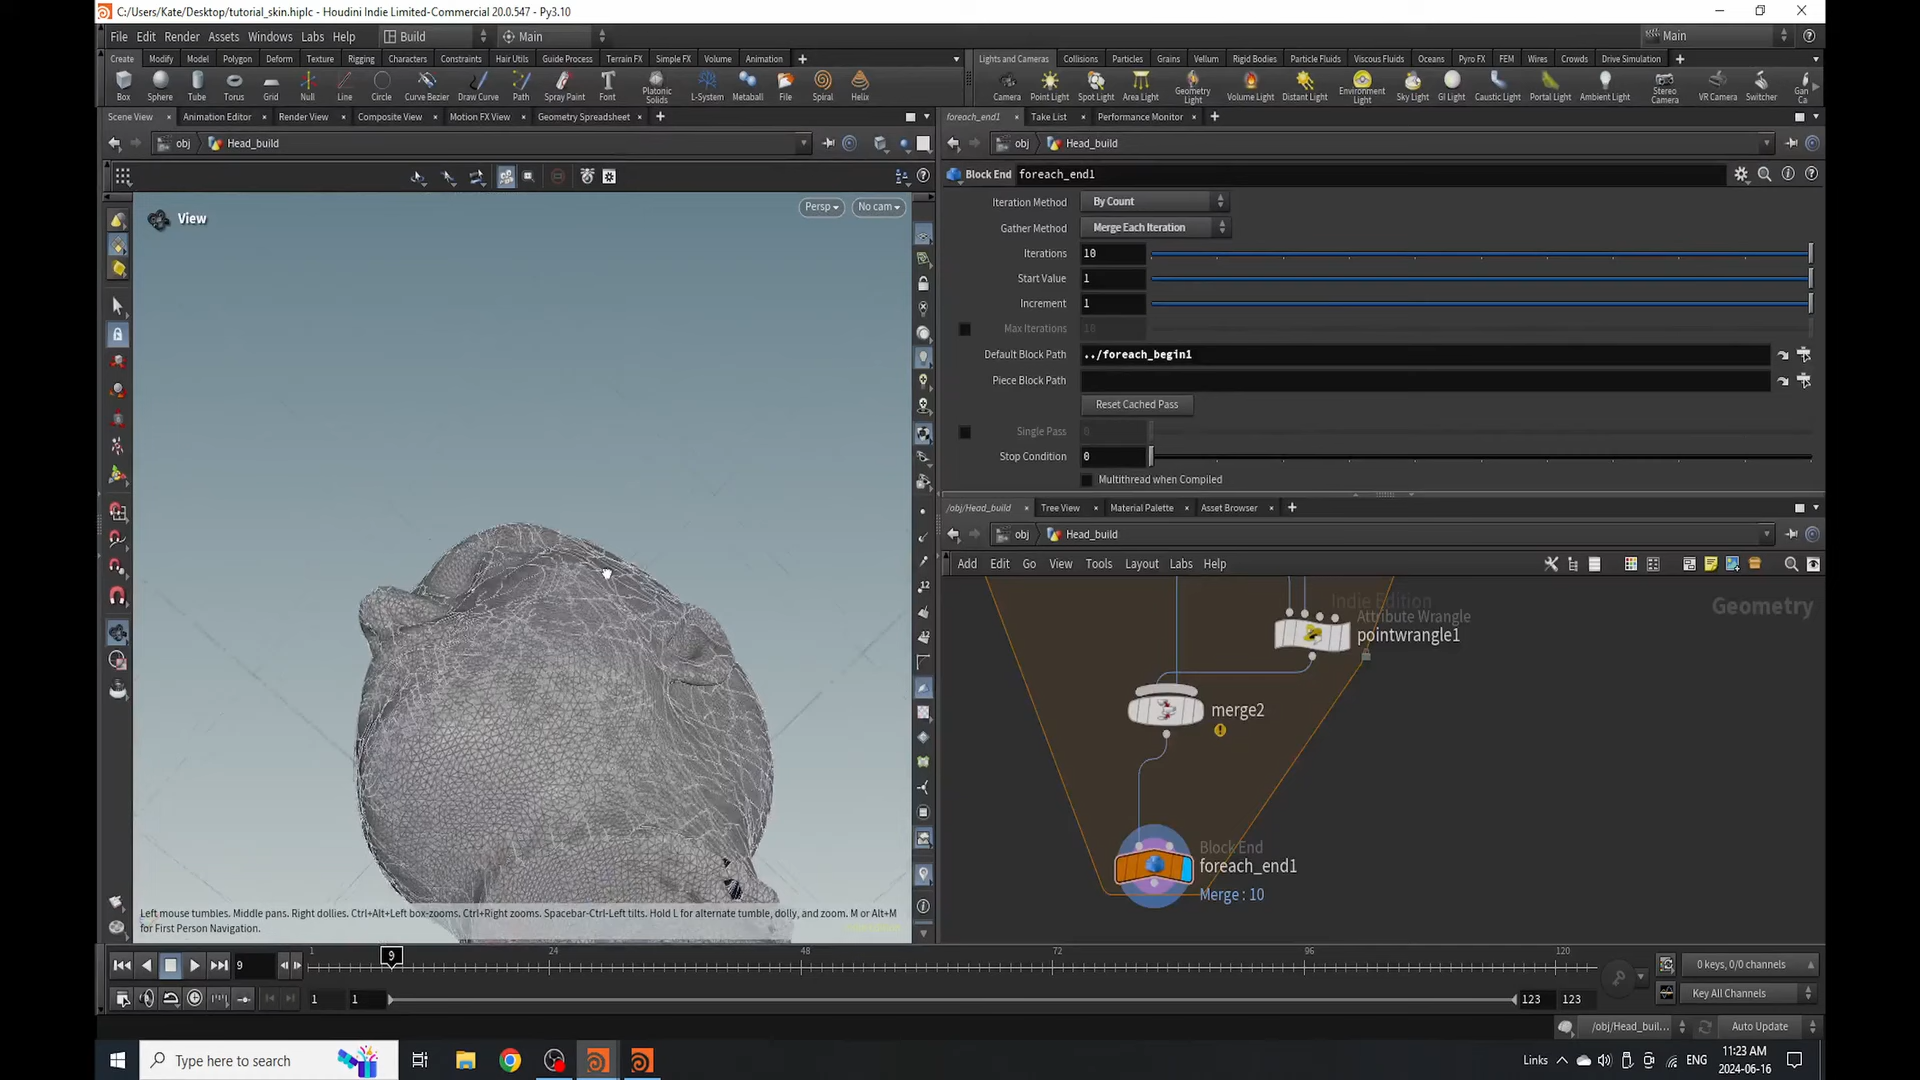 C:/Users/Kate/Desktop/tutorial_skin.hiplc - Houdini Indie Limited-Commercial 20.0.547 - Py3.10
File Edit Render Assets Windows Labs Help Build Main Main
Create Modify Model Polygon Deform Texture Rigging Characters Constraints Hair Utils Guide Process Terrain FX Simple FX Volume Animation
Lights and Cameras Collisions Particles Grains Vellum Rigid Bodies Particle Fluids Viscous Fluids Oceans Pyro FX FEM Wires Crowds Drive Simulation
Box Sphere Tube Torus Grid Null Line Circle Curve Bezier Draw Curve Path Spray Paint Font Platonic Solids L-System Metaball File Spiral Helix
Camera Point Light Spot Light Area Light Geometry Light Volume Light Distant Light Environment Light Sky Light GI Light Caustic Light Portal Light Ambient Light Stereo Camera VR Camera Switcher Gan Ca
Scene View Animation Editor Render View Composite View Motion FX View Geometry Spreadsheet
foreach_end1 Take List Performance Monitor
obj Head_build
obj Head_build
Block End foreach_end1
View
Persp No cam
Iteration Method By Count
Gather Method Merge Each Iteration
Iterations 10
Start Value 1
Increment 1
Max Iterations 10
Default Block Path ../foreach_begin1
Piece Block Path
Reset Cached Pass
Single Pass 0
Stop Condition 0
Multithread when Compiled
/obj/Head_build Tree View Material Palette Asset Browser
obj Head_build
Add Edit Go View Tools Layout Labs Help
Indie Edition
Geometry
Attribute Wrangle
pointwrangle1
merge2
Block End
foreach_end1
Merge : 10
Left mouse tumbles. Middle pans. Right dollies. Ctrl+Alt+Left box-zooms. Ctrl+Right zooms. Spacebar-Ctrl-Left tilts. Hold L for alternate tumble, dolly, and zoom. M or Alt+M
for First Person Navigation.
9 1 9 24 48 72 96 120
0 keys, 0/0 channels
1 1 123 123
Key All Channels
/obj/Head_buil... Auto Update
Type here to search
Links ENG
11:23 AM
2024-06-16